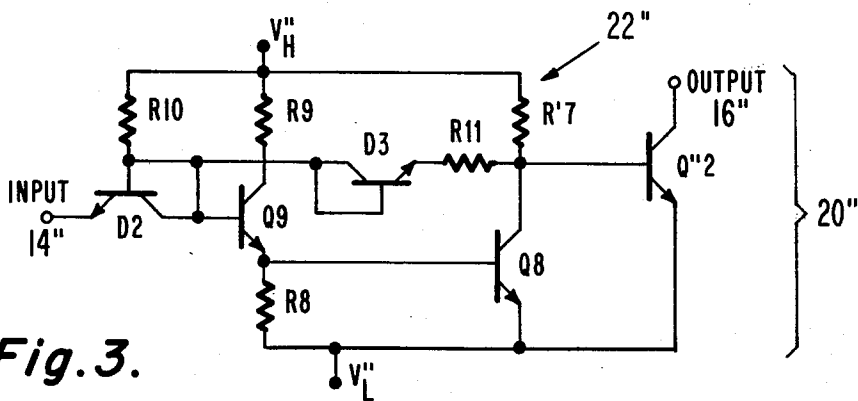 V"H
22"
R10
R9
R'7
OUTPUT
16"
D3
R11
Q"2
INPUT
14"
D2
Q9
20"
Q8
R8
Fig.3.
V"L